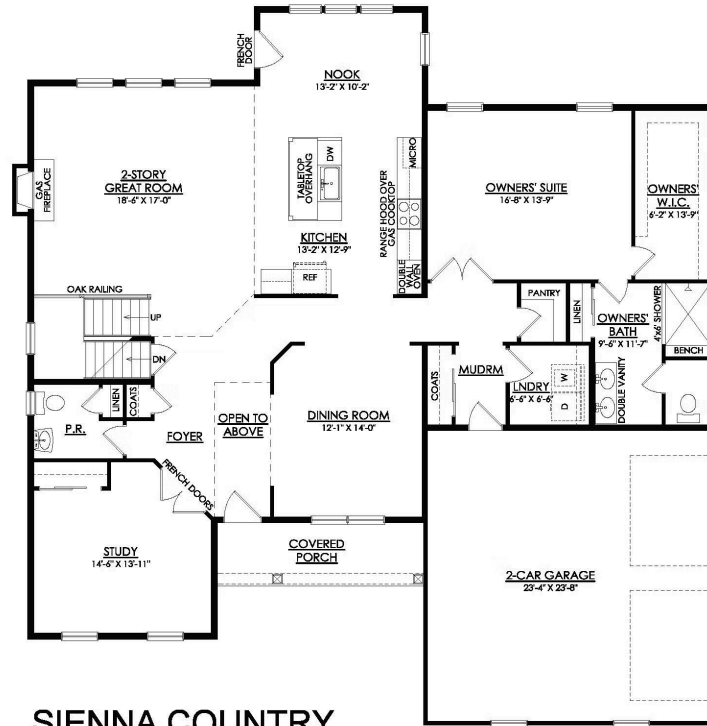 FRENCH
DOOR
NOOK
13'-2" X 10'-2"
2-STORY
GREAT ROOM
18'-6" X 17'-0"
GAS
FIREPLACE
TABLETOP
OVERHANG
DW
MICRO
RANGE HOOD OVER
GAS COOKTOP
KITCHEN
13'-2" X 12'-9"
REF
DOUBLE
WALL
OVEN
OWNERS' SUITE
16'-8" X 13'-9"
OWNERS'
W.I.C.
6'-2" X 13'-9"
OAK RAILING
UP
DN
PANTRY
LINEN
OWNERS'
BATH
9'-6" X 11'-7"
4'x6' SHOWER
BENCH
DOUBLE VANITY
COATS
MUDRM
LNDRY
6'-6" X 6'-6"
W
D
LINEN
COATS
P.R.
FOYER
OPEN TO
ABOVE
DINING ROOM
12'-1" X 14'-0"
FRENCH DOORS
STUDY
14'-6" X 13'-11"
COVERED
PORCH
2-CAR GARAGE
23'-4" X 23'-8"
SIENNA COUNTRY